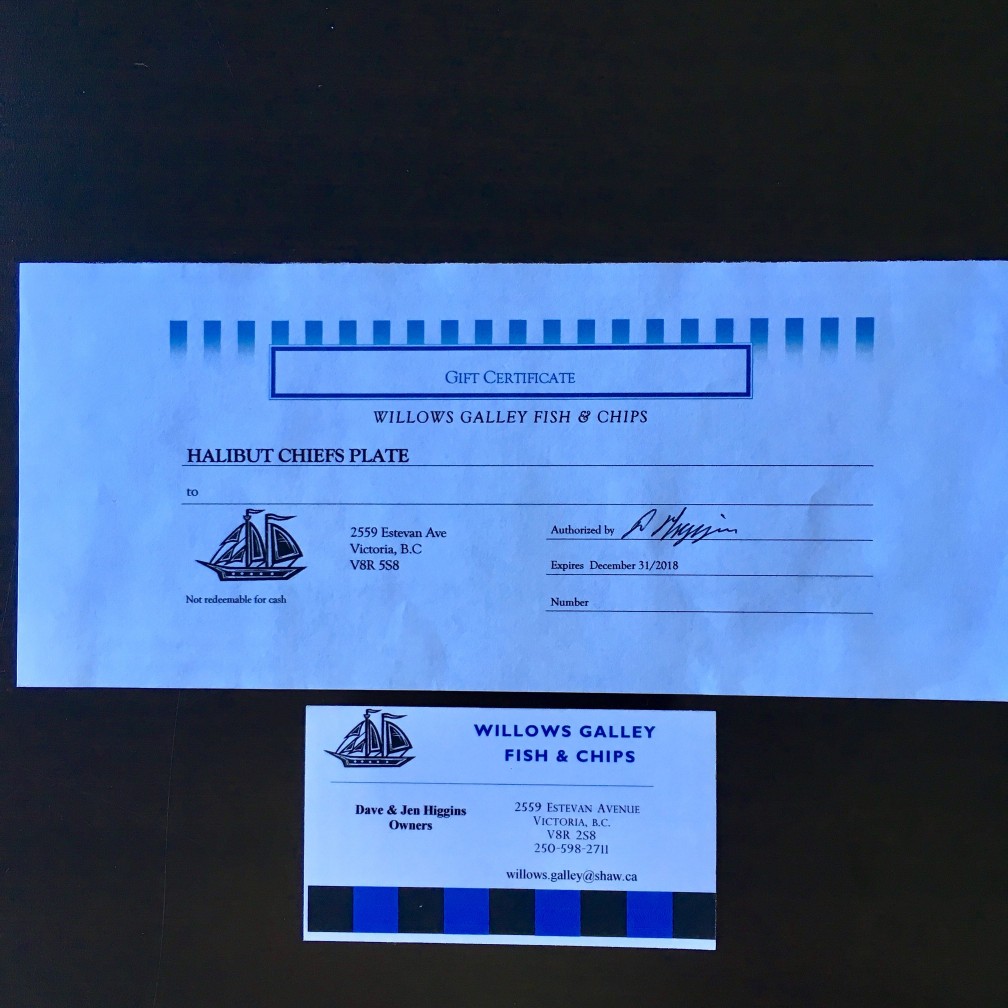 GIFT CERTIFICATE
WILLOWS GALLEY FISH & CHIPS
HALIBUT CHIEFS PLATE
to
2559 Estevan Ave
Victoria, B.C
V8R 5S8
Not redeemable for cash
Authorized by D Higgins
Expires December 31/2018
Number
WILLOWS GALLEY
FISH & CHIPS
Dave & Jen Higgins
Owners
2559 ESTEVAN AVENUE
VICTORIA, B.C.
V8R 2S8
250-598-2711
willows.galley@shaw.ca